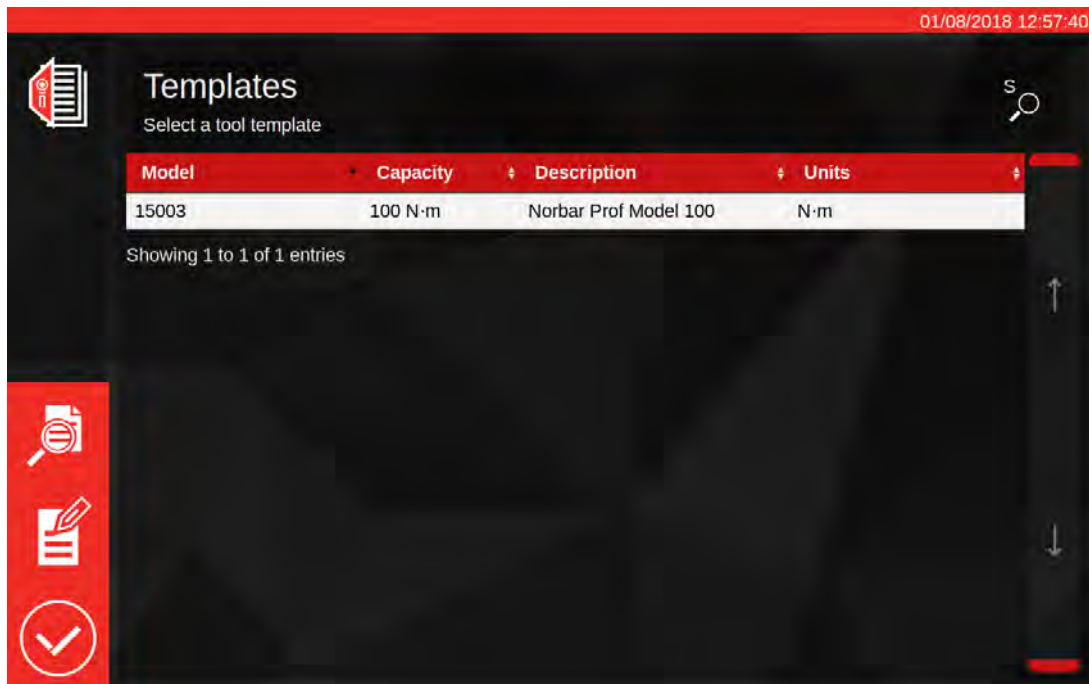 01/08/2018 12:57:40
Templates
S
Select a tool template
Model Capacity Description Units
15003 100 N·m Norbar Prof Model 100 N·m
Showing 1 to 1 of 1 entries